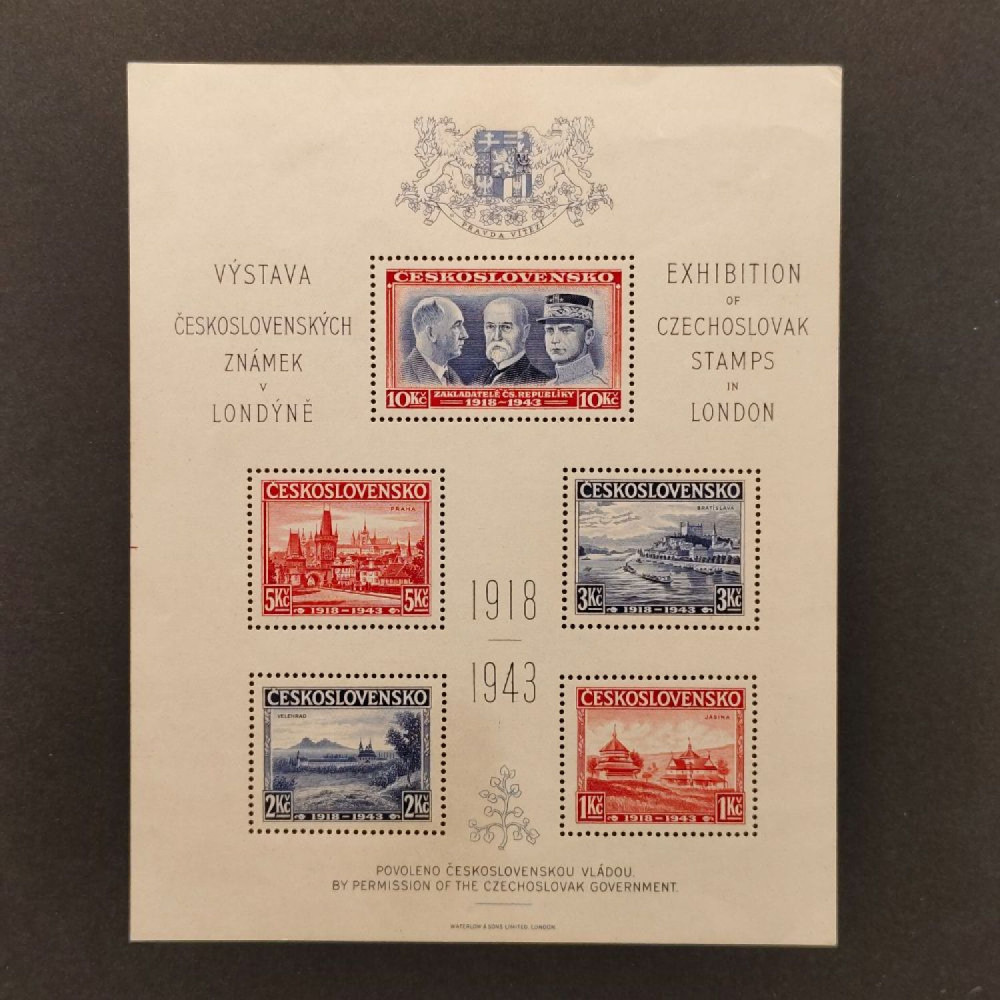 PRAVDA VÍTĚZÍ
VÝSTAVA
ČESKOSLOVENSKÝCH
ZNÁMEK
V
LONDÝNĚ
ČESKOSLOVENSKO
10Kč
ZAKLADATELÉ ČS. REPUBLIKY
1918-1943
10Kč
EXHIBITION
OF
CZECHOSLOVAK
STAMPS
IN
LONDON
ČESKOSLOVENSKO
PRAHA
5Kč 1918-1943 5Kč
ČESKOSLOVENSKO
BRATISLAVA
3Kč 1918-1943 3Kč
1918
1943
ČESKOSLOVENSKO
VELEHRAD
2Kč 1918-1943 2Kč
ČESKOSLOVENSKO
JASINA
1Kč 1918-1943 1Kč
POVOLENO ČESKOSLOVENSKOU VLÁDOU.
BY PERMISSION OF THE CZECHOSLOVAK GOVERNMENT.
WATERLOW & SONS LIMITED, LONDON.